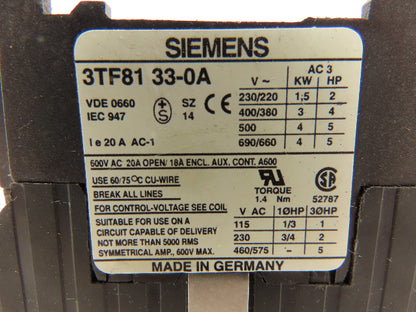 SIEMENS
3TF81 33-0A
VDE 0660
IEC 947
+S
SZ
14
CE
I e 20 A AC-1
V ~ AC 3
KW HP
230/220 1,5 2
400/380 3 4
500 4 5
690/660 4 5
600V AC 20A OPEN/ 18A ENCL. AUX. CONT. A600
USE 60/75°C CU-WIRE
BREAK ALL LINES
FOR CONTROL-VOLTAGE SEE COIL
SUITABLE FOR USE ON A
CIRCUIT CAPABLE OF DELIVERY
NOT MORE THAN 5000 RMS
SYMMETRICAL AMP., 600V MAX.
TORQUE
1.4 Nm
52787
V AC 1ØHP 3ØHP
115 1/3 1
230 3/4 2
460/575 – 5
MADE IN GERMANY